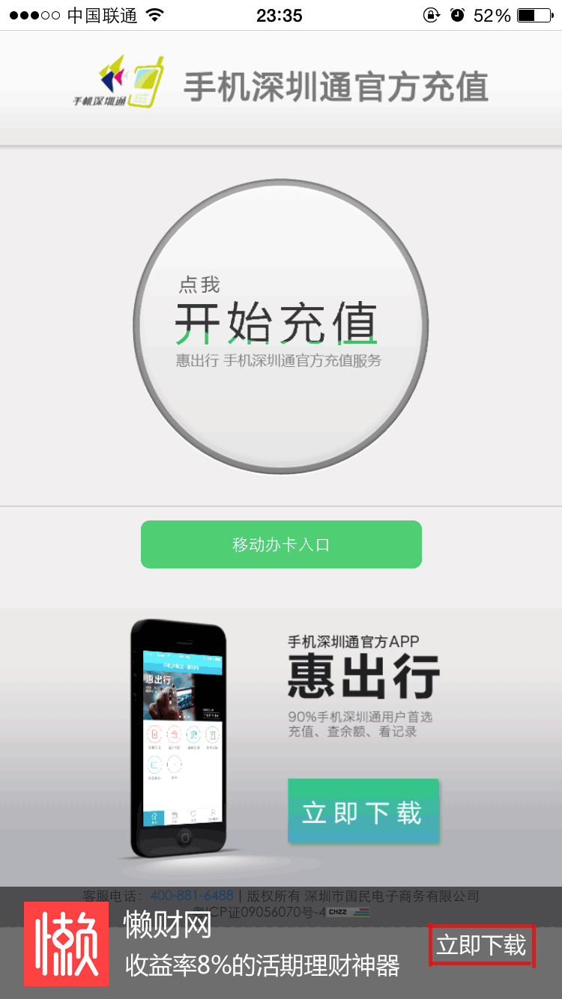 中国联通 23:35 52%
手机深圳通 手机深圳通官方充值
点我
开始充值
惠出行 手机深圳通官方充值服务
移动办卡入口
手机深圳通官方APP
惠出行
惠出行
90%手机深圳通用户首选
充值、查余额、看记录
立即下载
客服电话：400-881-6488 | 版权所有 深圳市国民电子商务有限公司
粤ICP证09056070号-4 CNZZ
懒
懒财网
收益率8%的活期理财神器
立即下载